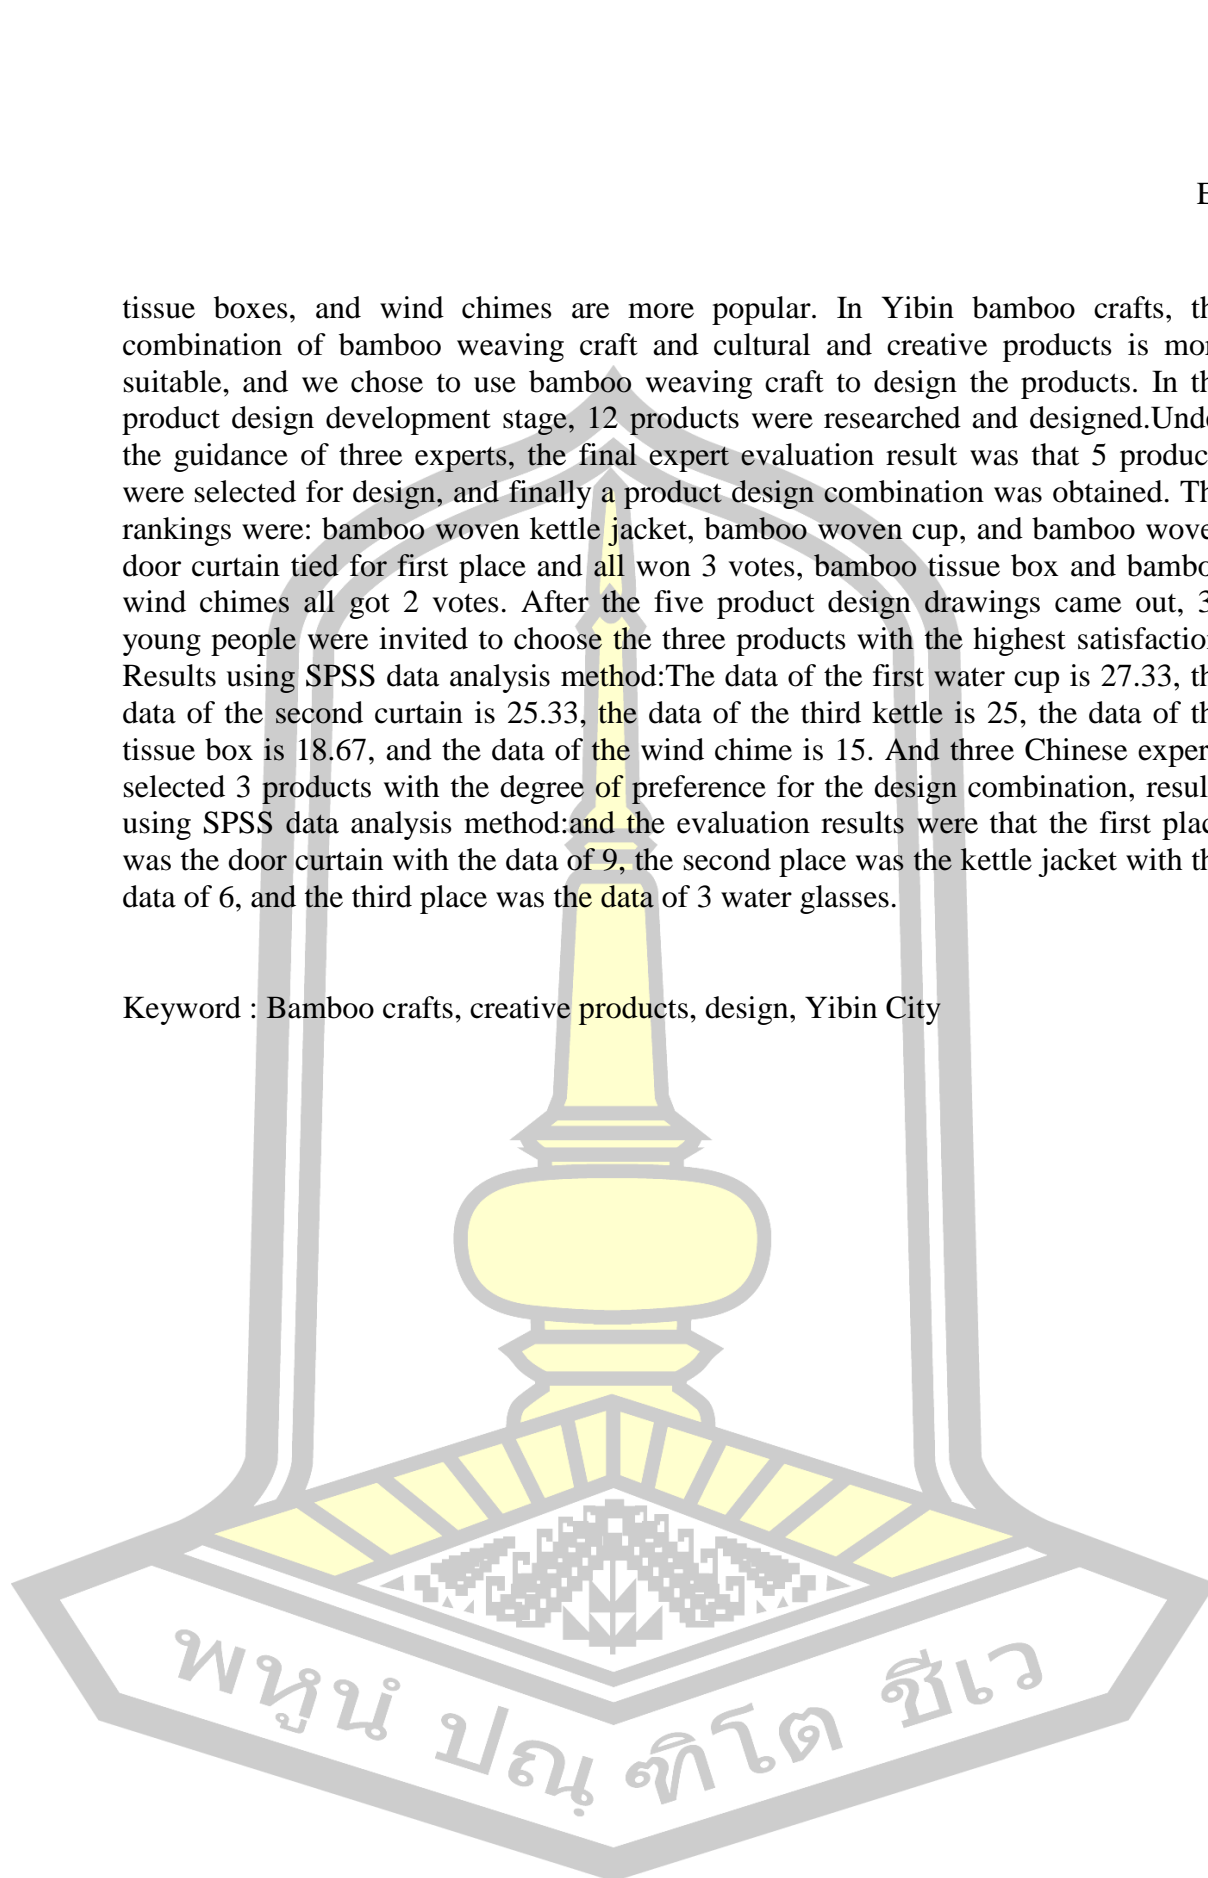 E
tissue boxes, and wind chimes are more popular. In Yibin bamboo crafts, th
combination of bamboo weaving craft and cultural and creative products is mor
suitable, and we chose to use bamboo weaving craft to design the products. In th
product design development stage, 12 products were researched and designed.Unde
the guidance of three experts, the final expert evaluation result was that 5 produc
were selected for design, and finally a product design combination was obtained. Th
rankings were: bamboo woven kettle jacket, bamboo woven cup, and bamboo wove
door curtain tied for first place and all won 3 votes, bamboo tissue box and bambo
wind chimes all got 2 votes. After the five product design drawings came out, 3
young people were invited to choose the three products with the highest satisfaction
Results using SPSS data analysis method:The data of the first water cup is 27.33, th
data of the second curtain is 25.33, the data of the third kettle is 25, the data of th
tissue box is 18.67, and the data of the wind chime is 15. And three Chinese exper
selected 3 products with the degree of preference for the design combination, resul
using SPSS data analysis method:and the evaluation results were that the first plac
was the door curtain with the data of 9, the second place was the kettle jacket with th
data of 6, and the third place was the data of 3 water glasses.
Keyword : Bamboo crafts, creative products, design, Yibin City
พหูนํ ปณฺฑิโต ชีเว